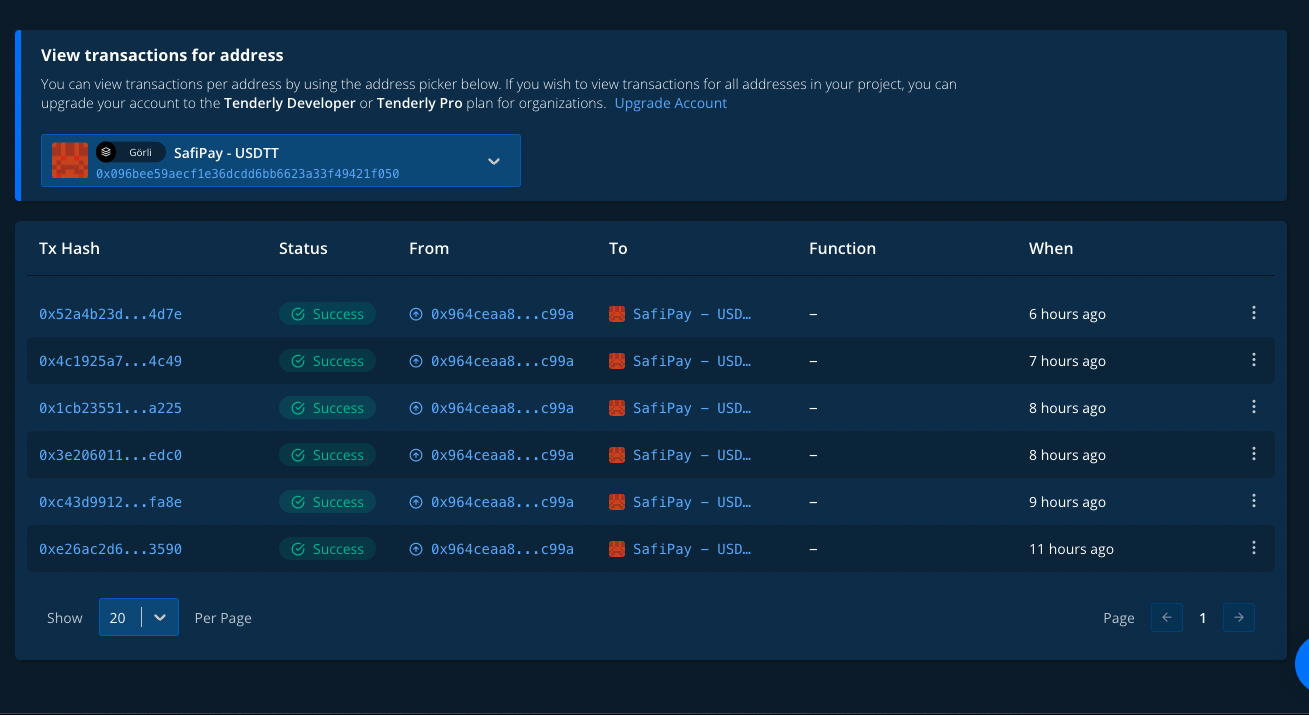 View transactions for address
You can view transactions per address by using the address picker below. If you wish to view transactions for all addresses in your project, you can
upgrade your account to the Tenderly Developer or Tenderly Pro plan for organizations. Upgrade Account
Görli SafiPay - USDTT
0x096bee59aecf1e36dcdd6bb6623a33f49421f050
Tx Hash Status From To Function When
0x52a4b23d...4d7e Success 0x964ceaa8...c99a SafiPay – USD… – 6 hours ago
0x4c1925a7...4c49 Success 0x964ceaa8...c99a SafiPay – USD… – 7 hours ago
0x1cb23551...a225 Success 0x964ceaa8...c99a SafiPay – USD… – 8 hours ago
0x3e206011...edc0 Success 0x964ceaa8...c99a SafiPay – USD… – 8 hours ago
0xc43d9912...fa8e Success 0x964ceaa8...c99a SafiPay – USD… – 9 hours ago
0xe26ac2d6...3590 Success 0x964ceaa8...c99a SafiPay – USD… – 11 hours ago
Show 20 Per Page Page 1